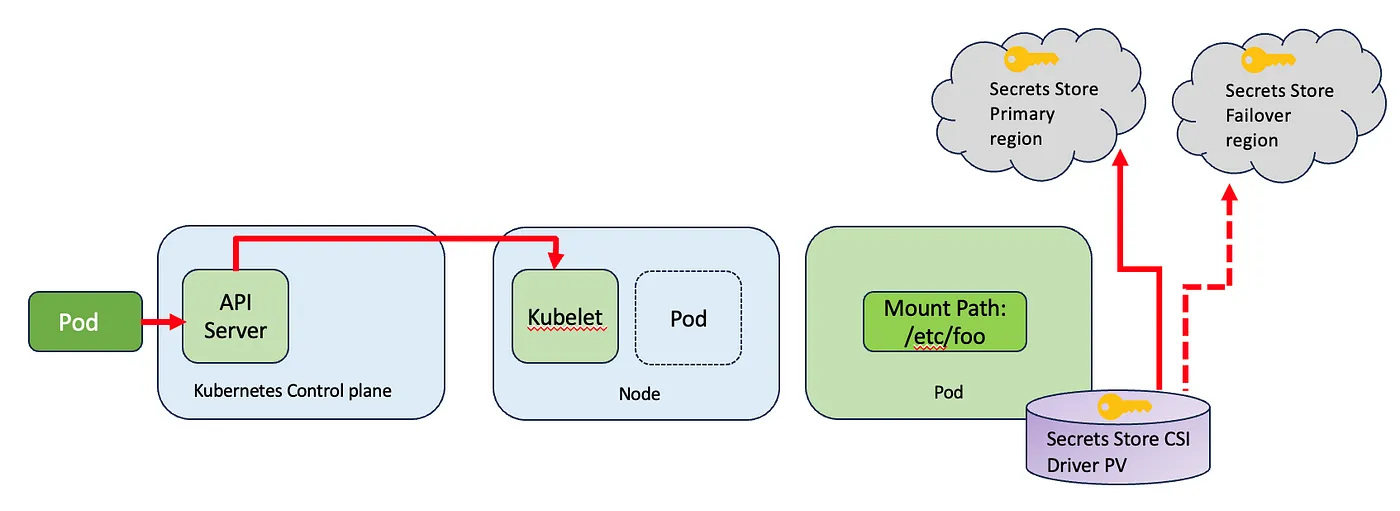 Secrets Store
Primary
region
Secrets Store
Failover
region
Pod
API
Server
Kubernetes Control plane
Kubelet
Pod
Node
Mount Path:
/etc/foo
Pod
Secrets Store CSI
Driver PV